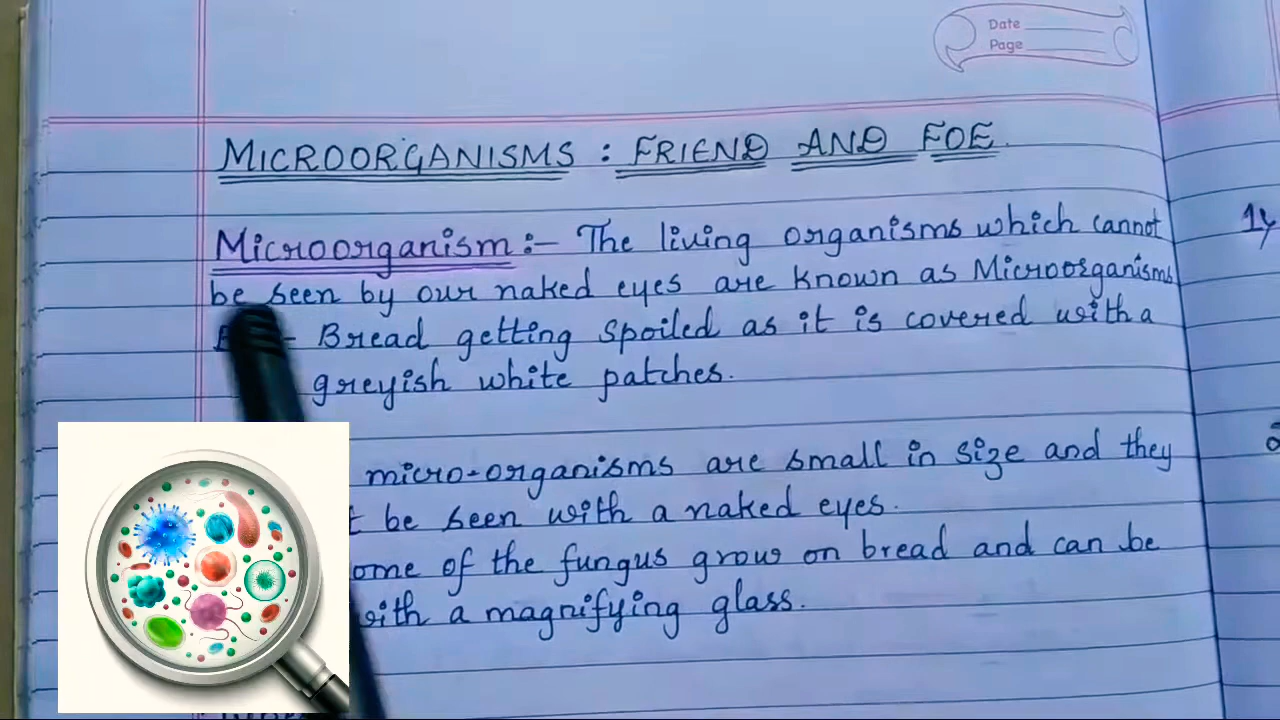 Date
Page
MICROORGANISMS : FRIEND AND FOE.
Microorganism :- The living organisms which cannot
be seen by our naked eyes are known as Microorganisms
- Bread getting spoiled as it is covered with a
greyish white patches.
micro-organisms are small in size and they
be seen with a naked eyes.
of the fungus grow on bread and can be
with a magnifying glass.